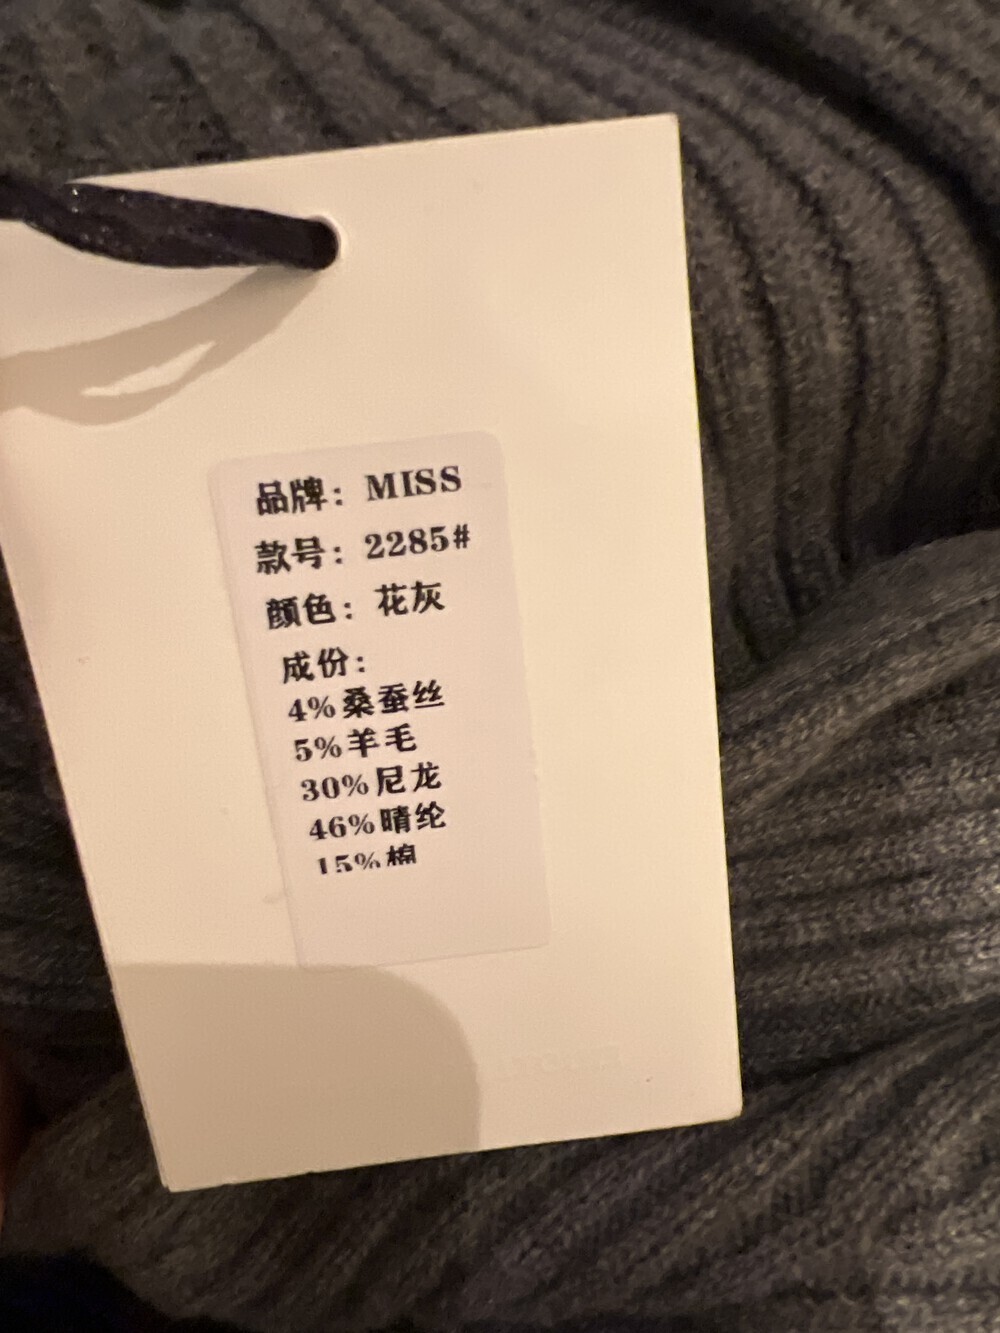 品牌：MISS
款号：2285#
颜色：花灰
成份：
4%桑蚕丝
5%羊毛
30%尼龙
46%晴纶
15%棉